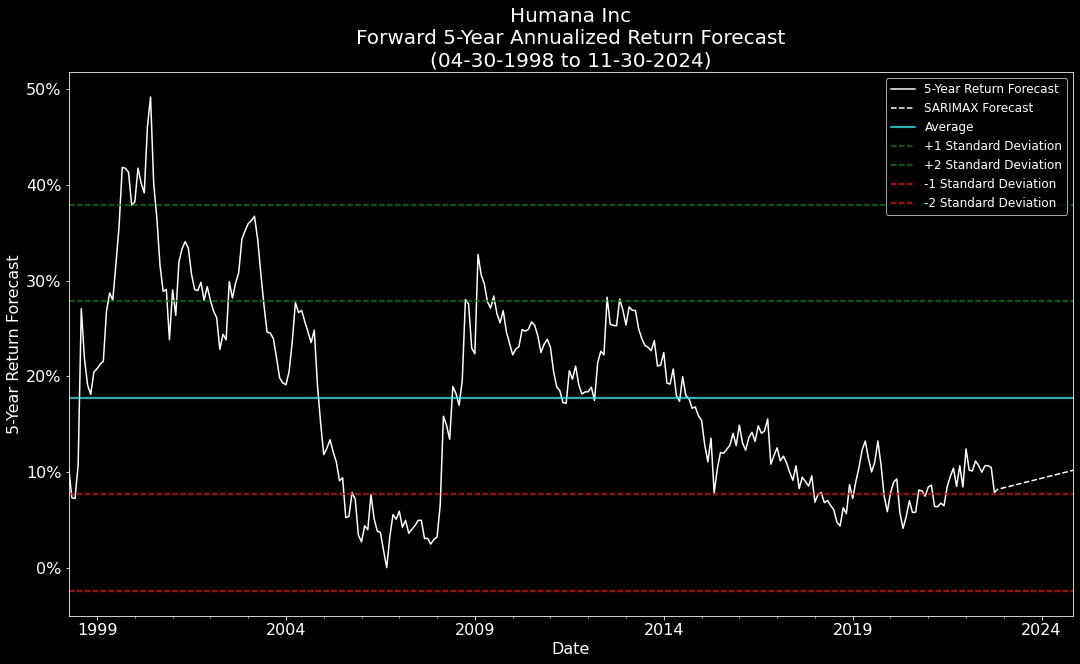 Humana Inc
Forward 5-Year Annualized Return Forecast
(04-30-1998 to 11-30-2024)
50%
40%
30%
20%
10%
0%
5-Year Return Forecast
5-Year Return Forecast
SARIMAX Forecast
Average
+1 Standard Deviation
+2 Standard Deviation
-1 Standard Deviation
-2 Standard Deviation
1999 2004 2009 2014 2019 2024
Date